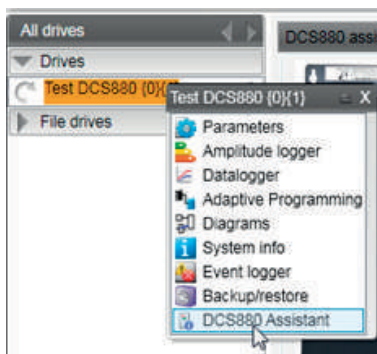 All drives
DCS880 assi
Drives
Test DCS880 {0}{1}
Test DCS880 {0}{1}
File drives
X
Parameters
Amplitude logger
Datalogger
Adaptive Programming
Diagrams
System info
Event logger
Backup/restore
DCS880 Assistant